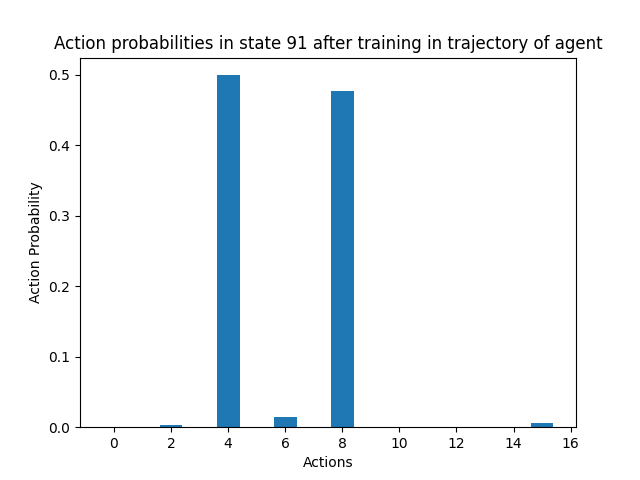 Action probabilities in state 91 after training in trajectory of agent
0.5
0.4
0.3
0.2
0.1
0.0
Action Probability
0 2 4 6 8 10 12 14 16
Actions